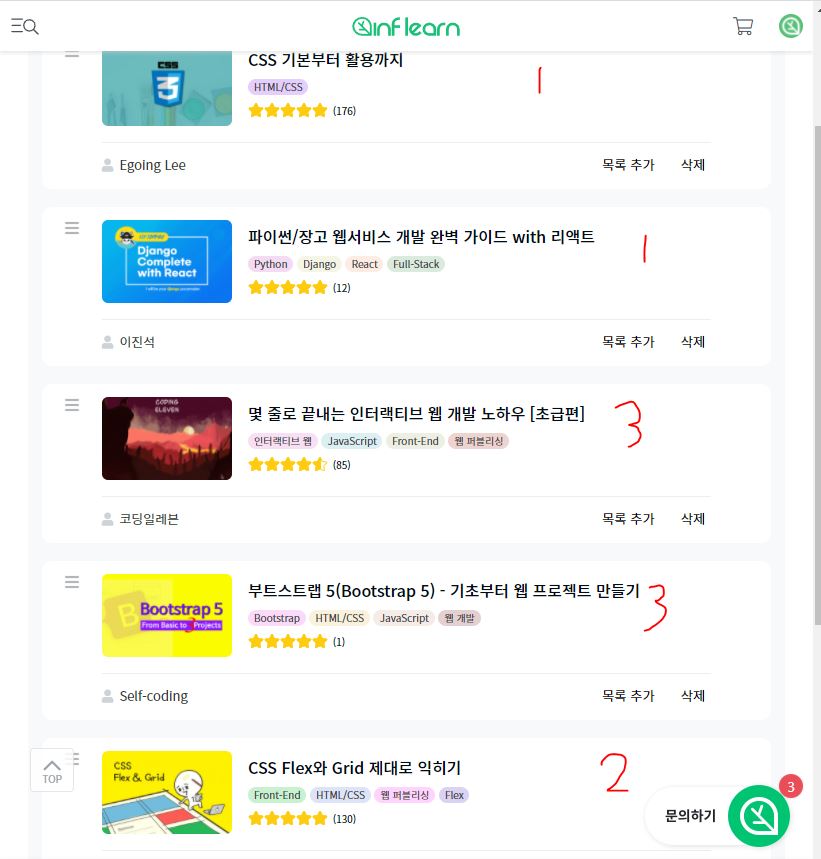 inflearn
CSS 기본부터 활용까지
1
CSS
3
HTML/CSS
(176)
Egoing Lee
목록 추가 삭제
파이썬/장고 웹서비스 개발 완벽 가이드 with 리액트
1
Django
Complete
with React
Python Django React Full-Stack
(12)
이진석
목록 추가 삭제
CODING
ELEVEN
몇 줄로 끝내는 인터랙티브 웹 개발 노하우 [초급편]
3
인터랙티브 웹 JavaScript Front-End 웹 퍼블리싱
(85)
코딩일레븐
목록 추가 삭제
부트스트랩 5(Bootstrap 5) - 기초부터 웹 프로젝트 만들기
3
B
Bootstrap 5
From Basic to 3 Projects
Bootstrap HTML/CSS JavaScript 웹 개발
(1)
Self-coding
목록 추가 삭제
CSS
Flex & Grid
CSS Flex와 Grid 제대로 익히기
2
Front-End HTML/CSS 웹 퍼블리싱 Flex
(130)
TOP
문의하기
3